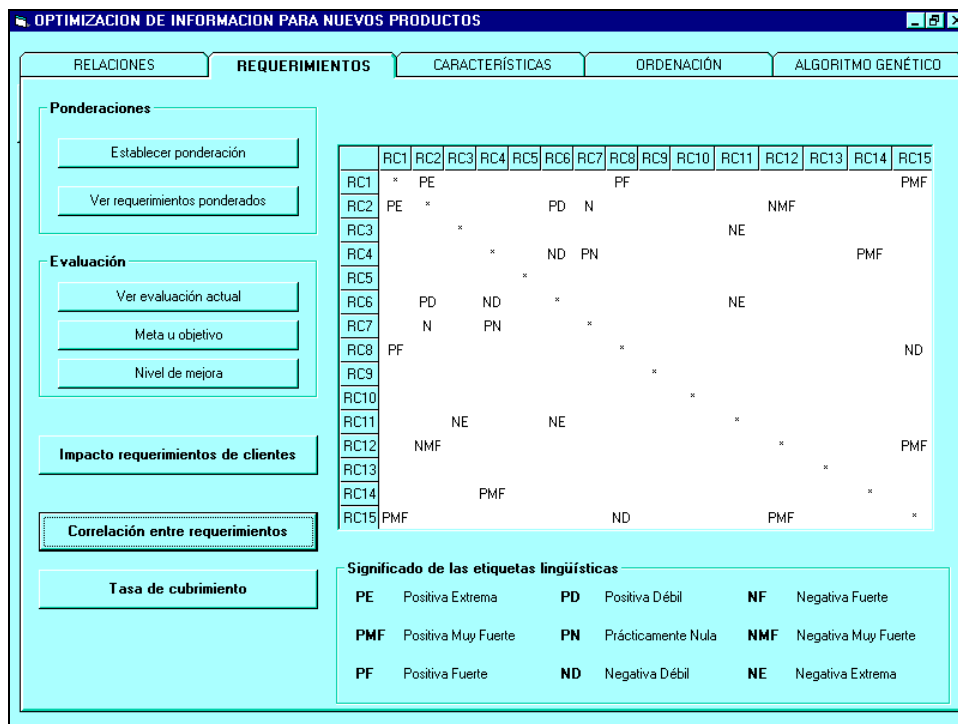 OPTIMIZACION DE INFORMACION PARA NUEVOS PRODUCTOS
RELACIONES REQUERIMIENTOS CARACTERÍSTICAS ORDENACIÓN ALGORITMO GENÉTICO
Ponderaciones
Establecer ponderación
Ver requerimientos ponderados
Evaluación
Ver evaluación actual
Meta u objetivo
Nivel de mejora
Impacto requerimientos de clientes
Correlación entre requerimientos
Tasa de cubrimiento
RC1 RC2 RC3 RC4 RC5 RC6 RC7 RC8 RC9 RC10 RC11 RC12 RC13 RC14 RC15
RC1 * PE PF PMF
RC2 PE * PD N NMF
RC3 * NE
RC4 * ND PN PMF
RC5 *
RC6 PD ND * NE
RC7 N PN *
RC8 PF * ND
RC9 *
RC10 *
RC11 NE NE *
RC12 NMF * PMF
RC13 *
RC14 PMF *
RC15 PMF ND PMF *
Significado de las etiquetas lingüísticas
PE Positiva Extrema PD Positiva Débil NF Negativa Fuerte
PMF Positiva Muy Fuerte PN Prácticamente Nula NMF Negativa Muy Fuerte
PF Positiva Fuerte ND Negativa Débil NE Negativa Extrema